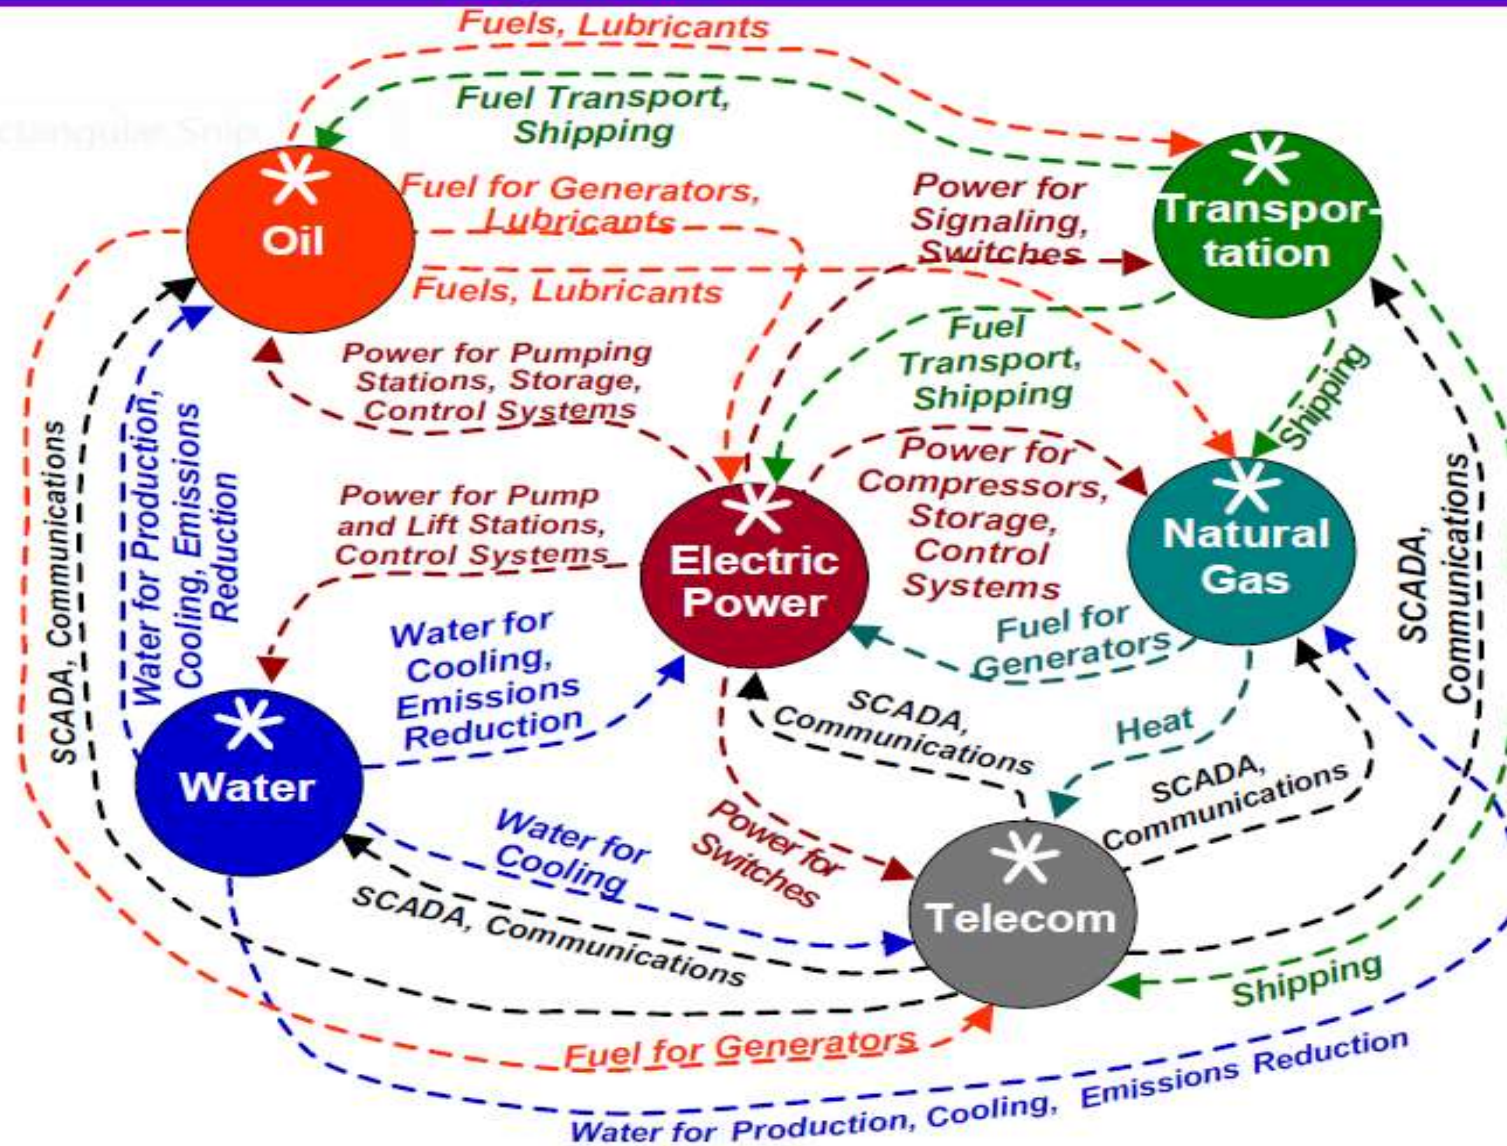 Fuels, Lubricants
Fuel Transport,
Shipping
Oil
Fuel for Generators,
Lubricants
Fuels, Lubricants
Power for
Signaling,
Switches
Transpor-
tation
Fuel
Transport,
Shipping
Shipping
Power for Pumping
Stations, Storage,
Control Systems
Power for
Compressors,
Storage,
Control
Systems
Natural
Gas
SCADA,
Communications
SCADA, Communications
Water for Production,
Cooling, Emissions
Reduction
Power for Pump
and Lift Stations,
Control Systems
Electric
Power
Fuel for
Generators
Water for
Cooling,
Emissions
Reduction
SCADA,
Communications
Heat
SCADA,
Communications
Water
Water for
Cooling
Power for
Switches
SCADA, Communications
Telecom
Shipping
Fuel for Generators
Water for Production, Cooling, Emissions Reduction